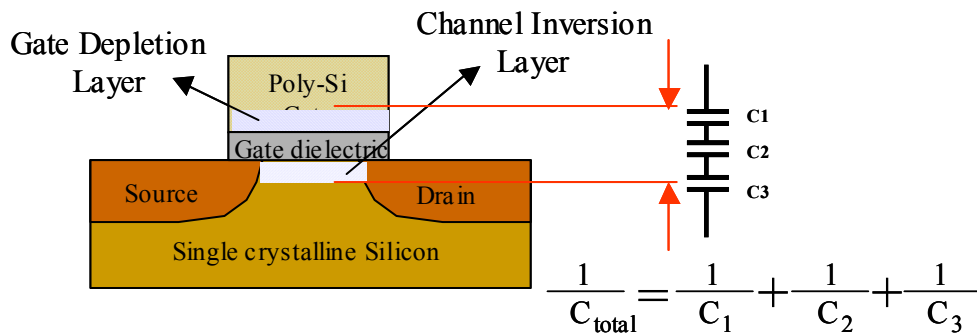 Gate Depletion
Layer
Channel Inversion
Layer
Poly-Si
Gate dielectric
Source
Drain
Single crystalline Silicon
C1
C2
C3
1/C_total = 1/C_1 + 1/C_2 + 1/C_3